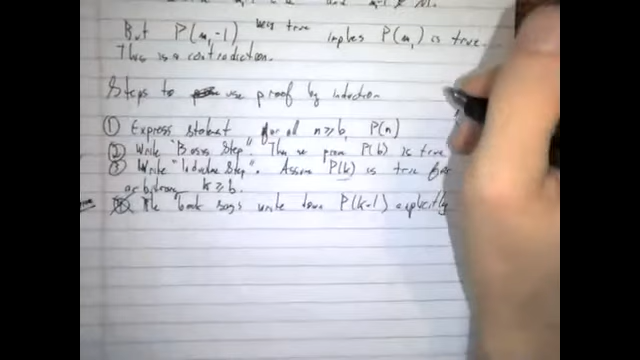 But P(m,-1) being true implies P(m,) is true.
This is a contradiction.
Steps to use proof by induction
① Express statement for all n≥b, P(n)
② Write "Basis Step". Then we prove P(b) is true
③ Write "Inductive Step". Assume P(k) is true for
arbitrary k≥b.
The book says write down P(k+1) explicitly